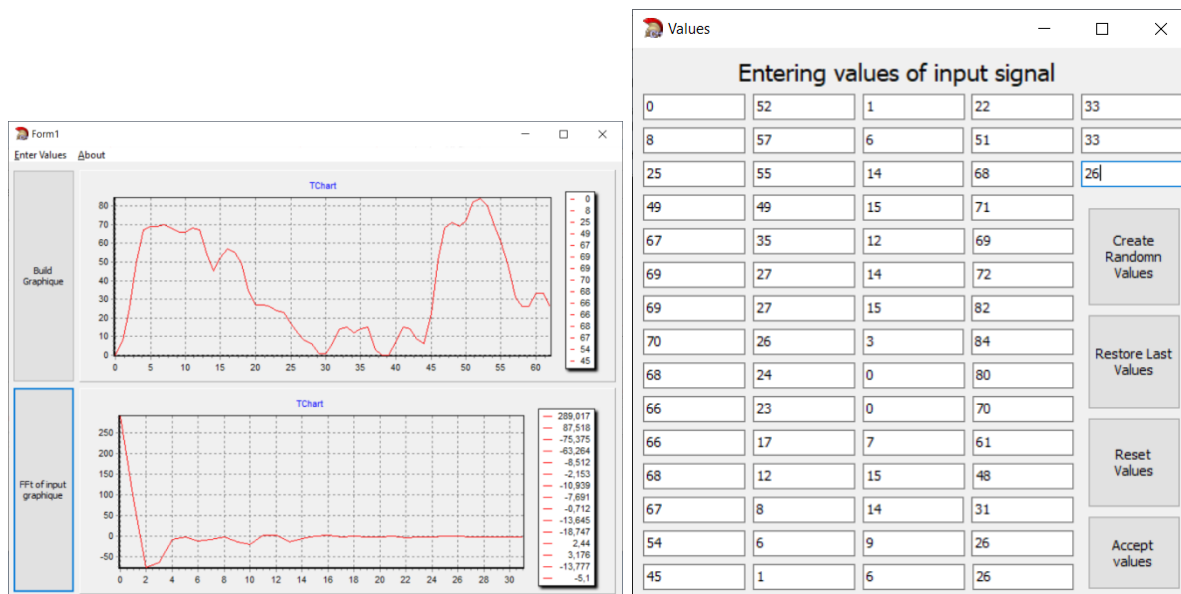 Form1
Enter Values About
Build
Graphique
TChart
80
70
60
50
40
30
20
10
0
0 5 10 15 20 25 30 35 40 45 50 55 60
0
8
25
49
67
69
69
70
68
66
66
68
67
54
45
FFt of input
graphique
TChart
250
200
150
100
50
0
-50
0 2 4 6 8 10 12 14 16 18 20 22 24 26 28 30
289,017
87,518
-75,375
-63,264
-8,512
-2,153
-10,939
-7,691
-0,712
-13,645
-18,747
2,44
3,176
-13,777
-5,1
Values
Entering values of input signal
0 52 1 22 33
8 57 6 51 33
25 55 14 68 26
49 49 15 71
67 35 12 69
69 27 14 72
69 27 15 82
70 26 3 84
68 24 0 80
66 23 0 70
66 17 7 61
68 12 15 48
67 8 14 31
54 6 9 26
45 1 6 26
Create
Randomn
Values
Restore Last
Values
Reset
Values
Accept
values